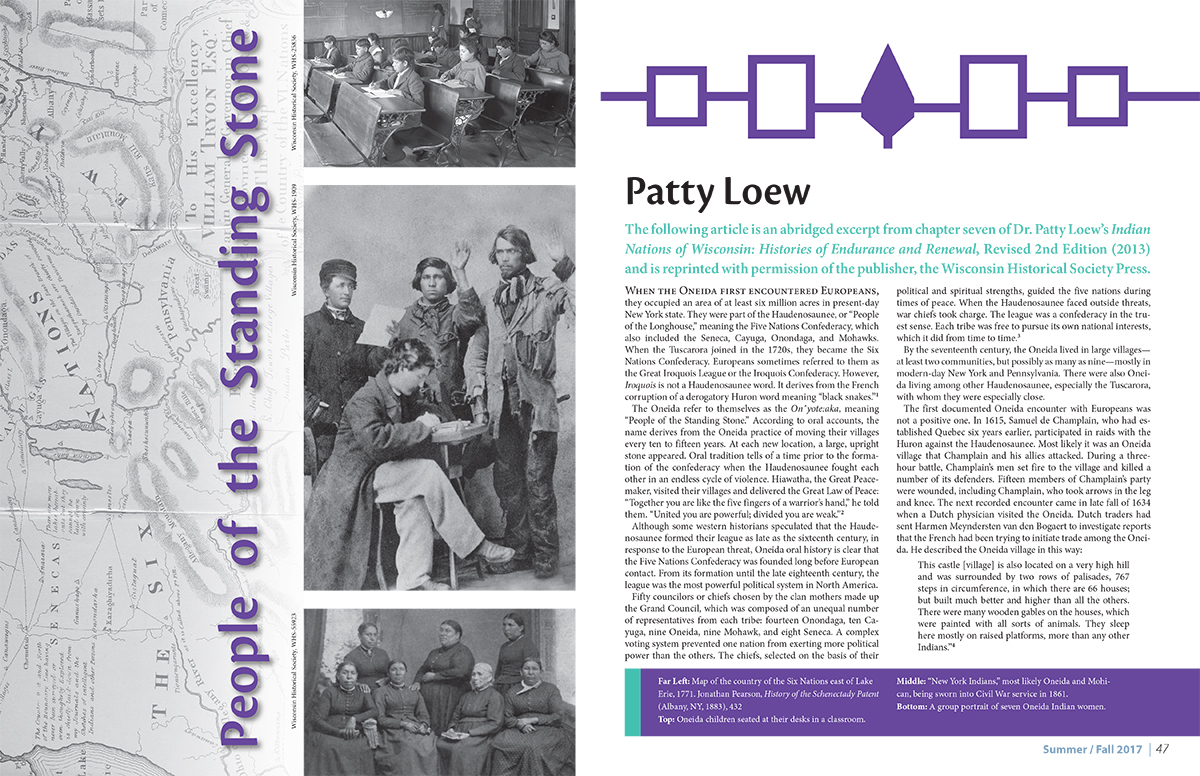 People of the Standing Stone
Wisconsin Historical Society, WHS-25836
Wisconsin Historical Society, WHS-1909
Wisconsin Historical Society, WHS-55923
Patty Loew
The following article is an abridged excerpt from chapter seven of Dr. Patty Loew’s Indian
Nations of Wisconsin: Histories of Endurance and Renewal, Revised 2nd Edition (2013)
and is reprinted with permission of the publisher, the Wisconsin Historical Society Press.
When the Oneida first encountered Europeans,
they occupied an area of at least six million acres in present-day
New York state. They were part of the Haudenosaunee, or “People
of the Longhouse,” meaning the Five Nations Confederacy, which
also included the Seneca, Cayuga, Onondaga, and Mohawks.
When the Tuscarora joined in the 1720s, they became the Six
Nations Confederacy. Europeans sometimes referred to them as
the Great Iroquois League or the Iroquois Confederacy. However,
Iroquois is not a Haudenosaunee word. It derives from the French
corruption of a derogatory Huron word meaning “black snakes.”1
The Oneida refer to themselves as the On’yote:aka, meaning
“People of the Standing Stone.” According to oral accounts, the
name derives from the Oneida practice of moving their villages
every ten to fifteen years. At each new location, a large, upright
stone appeared. Oral tradition tells of a time prior to the forma-
tion of the confederacy when the Haudenosaunee fought each
other in an endless cycle of violence. Hiawatha, the Great Peace-
maker, visited their villages and delivered the Great Law of Peace:
“Together you are like the five fingers of a warrior’s hand,” he told
them. “United you are powerful; divided you are weak.”2
Although some western historians speculated that the Haude-
nosaunee formed their league as late as the sixteenth century, in
response to the European threat, Oneida oral history is clear that
the Five Nations Confederacy was founded long before European
contact. From its formation until the late eighteenth century, the
league was the most powerful political system in North America.
Fifty councilors or chiefs chosen by the clan mothers made up
the Grand Council, which was composed of an unequal number
of representatives from each tribe: fourteen Onondaga, ten Ca-
yuga, nine Oneida, nine Mohawk, and eight Seneca. A complex
voting system prevented one nation from exerting more political
power than the others. The chiefs, selected on the basis of their
political and spiritual strengths, guided the five nations during
times of peace. When the Haudenosaunee faced outside threats,
war chiefs took charge. The league was a confederacy in the tru-
est sense. Each tribe was free to pursue its own national interests,
which it did from time to time.3
By the seventeenth century, the Oneida lived in large villages—
at least two communities, but possibly as many as nine—mostly in
modern-day New York and Pennsylvania. There were also Onei-
da living among other Haudenosaunee, especially the Tuscarora,
with whom they were especially close.
The first documented Oneida encounter with Europeans was
not a positive one. In 1615, Samuel de Champlain, who had es-
tablished Quebec six years earlier, participated in raids with the
Huron against the Haudenosaunee. Most likely it was an Oneida
village that Champlain and his allies attacked. During a three-
hour battle, Champlain’s men set fire to the village and killed a
number of its defenders. Fifteen members of Champlain’s party
were wounded, including Champlain, who took arrows in the leg
and knee. The next recorded encounter came in late fall of 1634
when a Dutch physician visited the Oneida. Dutch traders had
sent Harmen Meyndersten van den Bogaert to investigate reports
that the French had been trying to initiate trade among the Onei-
da. He described the Oneida village in this way:
This castle [village] is also located on a very high hill
and was surrounded by two rows of palisades, 767
steps in circumference, in which there are 66 houses;
but built much better and higher than all the others.
There were many wooden gables on the houses, which
were painted with all sorts of animals. They sleep
here mostly on raised platforms, more than any other
Indians.”4
Far Left: Map of the country of the Six Nations east of Lake
Erie, 1771. Jonathan Pearson, History of the Schenectady Patent
(Albany, NY, 1883), 432
Top: Oneida children seated at their desks in a classroom.
Middle: “New York Indians,” most likely Oneida and Mohi-
can, being sworn into Civil War service in 1861.
Bottom: A group portrait of seven Oneida Indian women.
Summer / Fall 2017 | 47